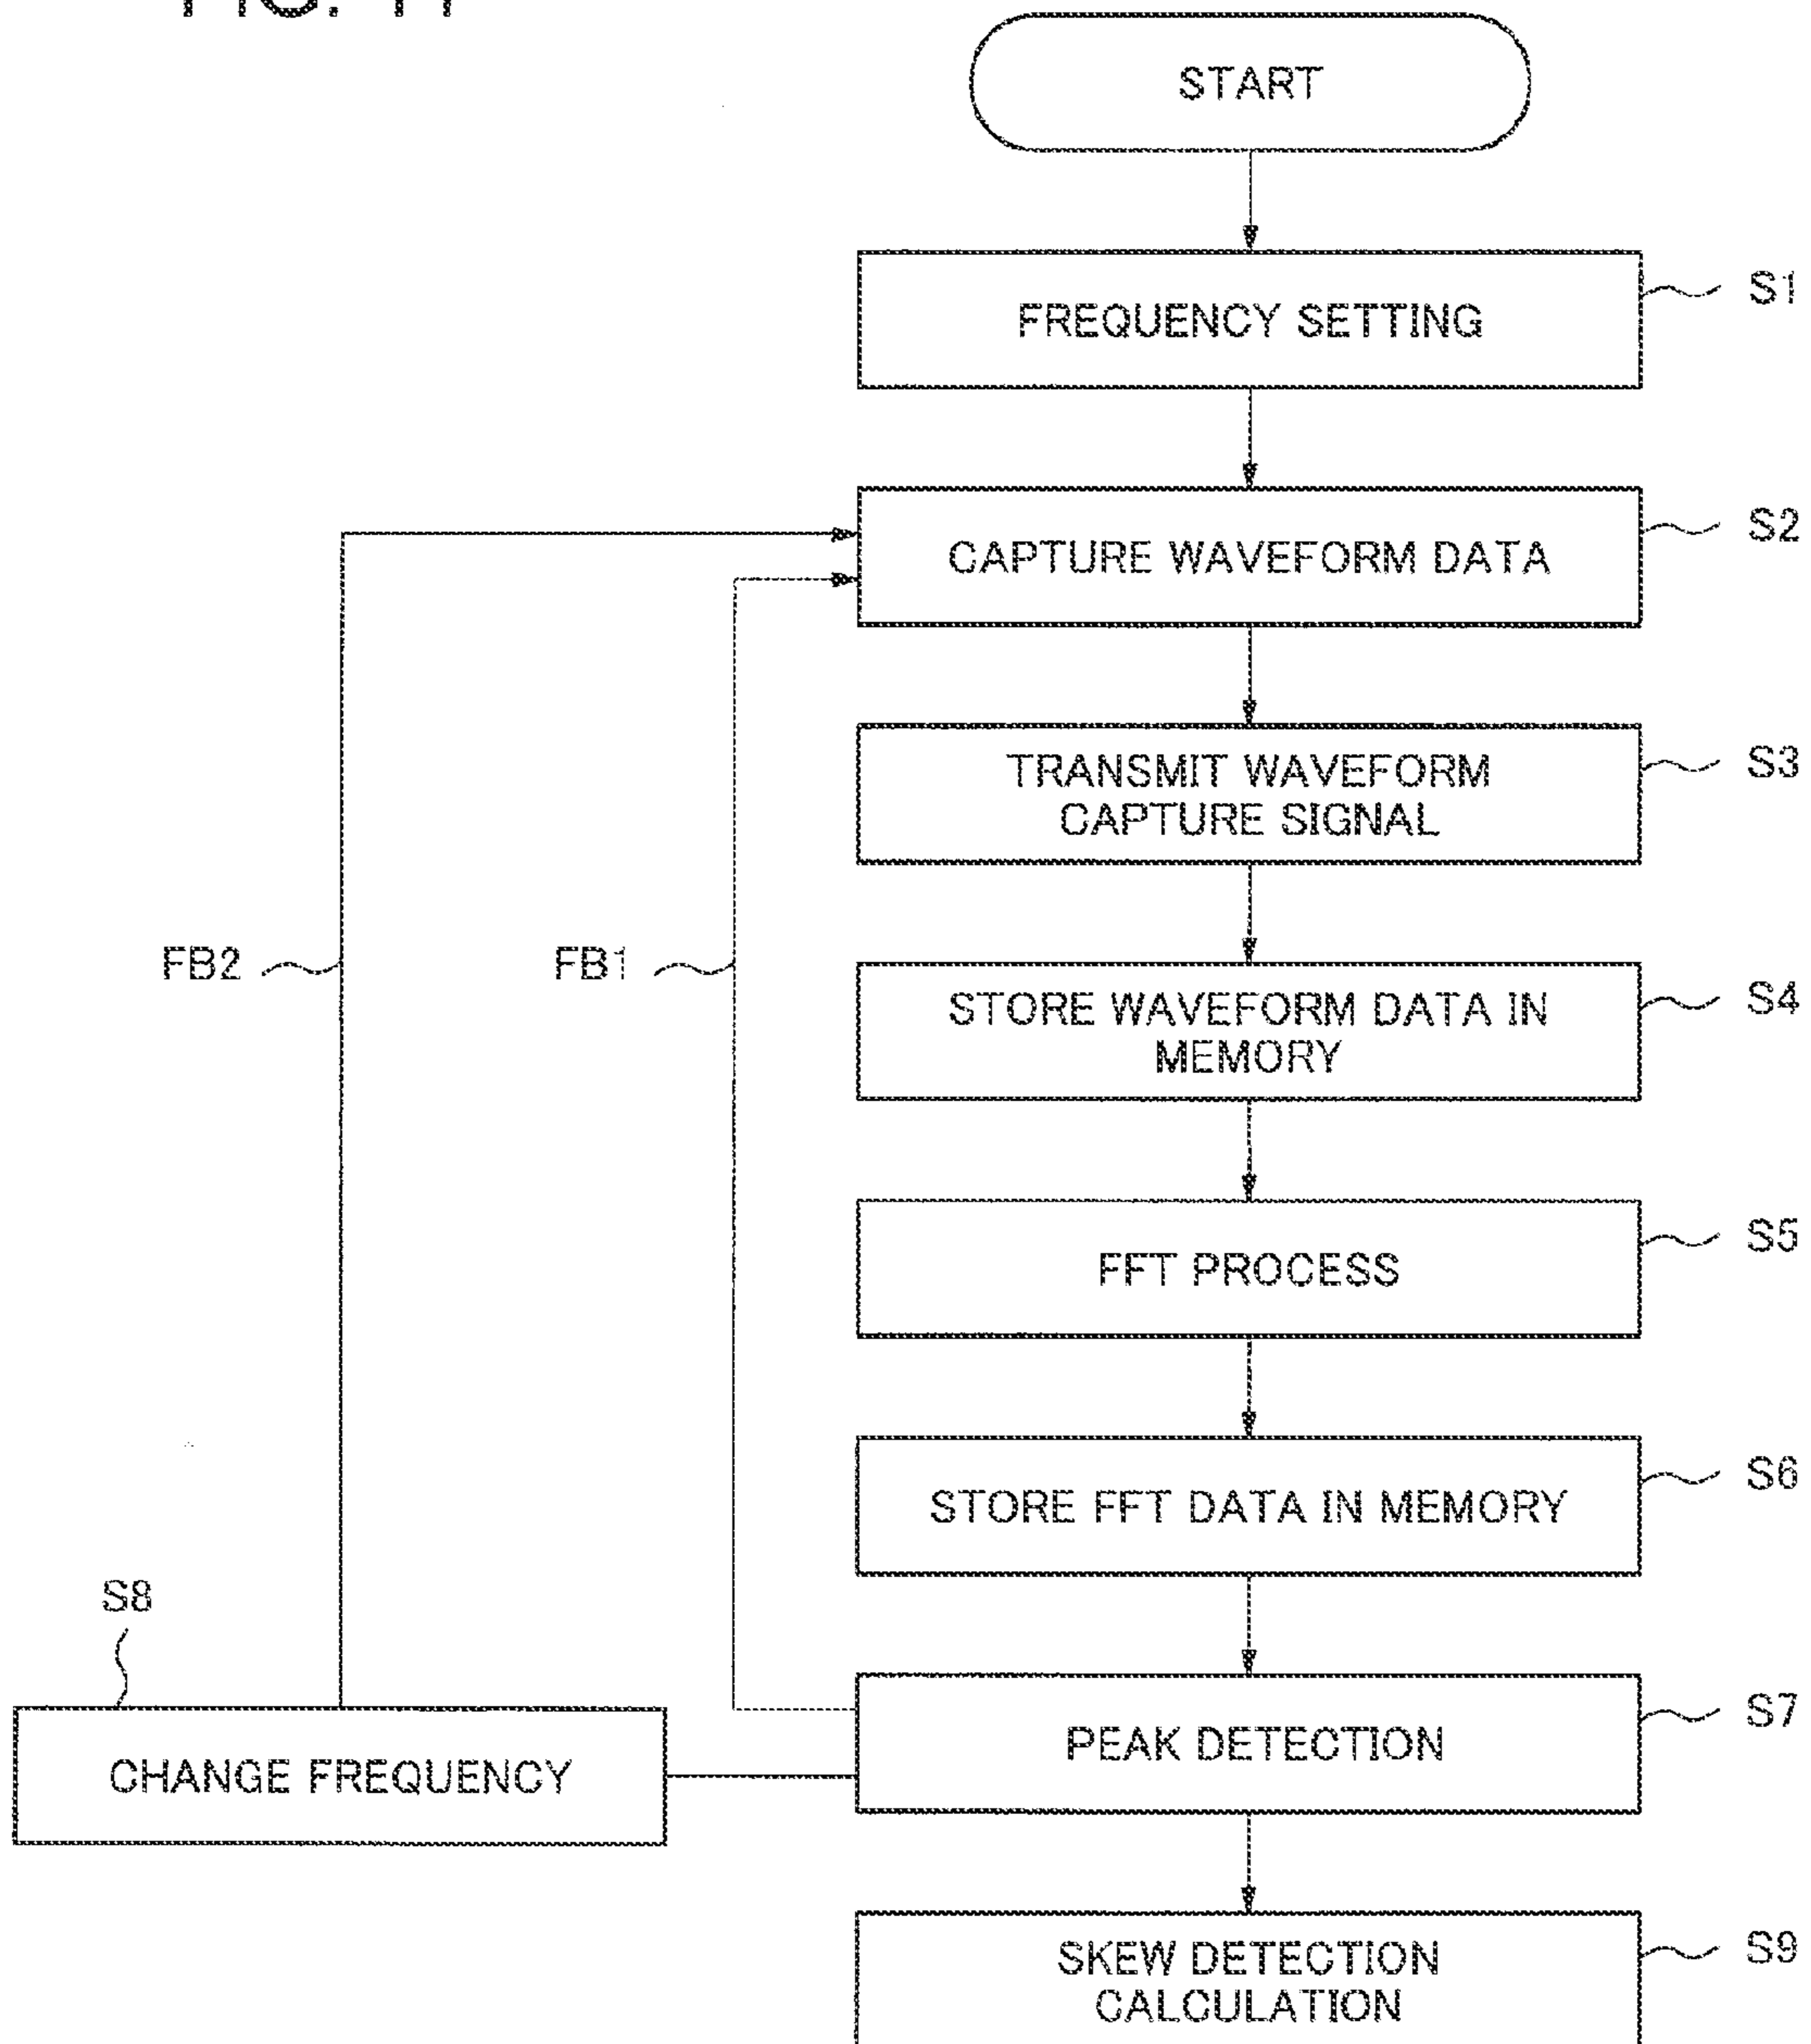 START
FREQUENCY SETTING
S1
CAPTURE WAVEFORM DATA
S2
TRANSMIT WAVEFORM
CAPTURE SIGNAL
S3
FB2
FB1
STORE WAVEFORM DATA IN
MEMORY
S4
FFT PROCESS
S5
STORE FFT DATA IN MEMORY
S6
S8
CHANGE FREQUENCY
PEAK DETECTION
S7
SKEW DETECTION
CALCULATION
S9